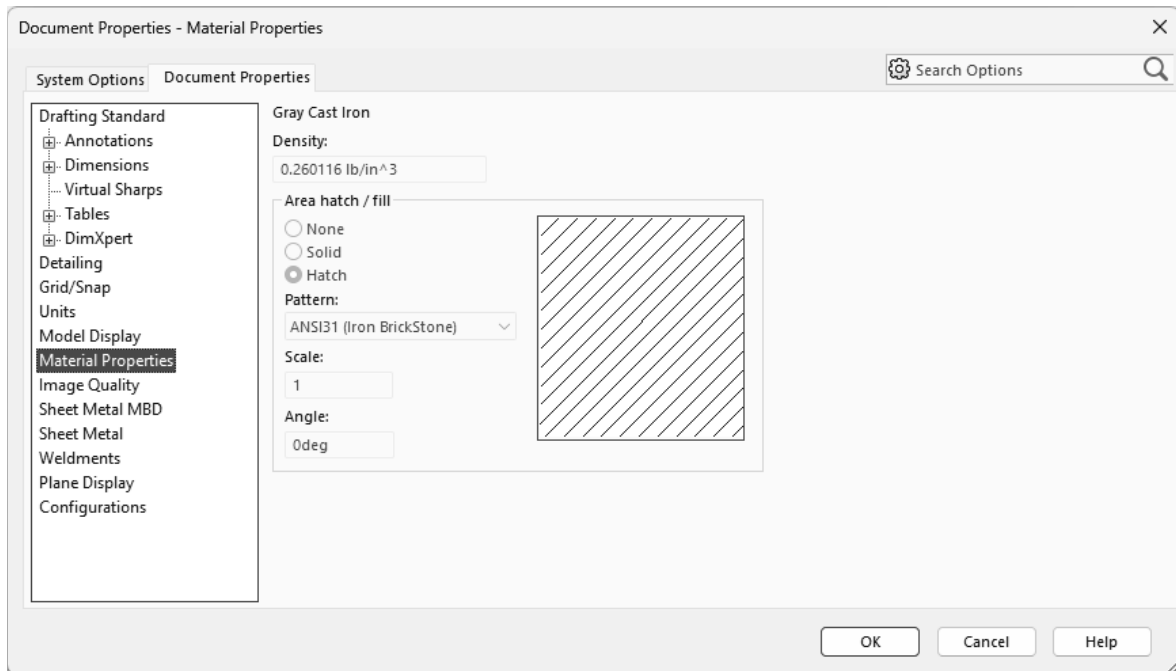 Document Properties - Material Properties
System Options
Document Properties
Search Options
Drafting Standard
Annotations
Dimensions
Virtual Sharps
Tables
DimXpert
Detailing
Grid/Snap
Units
Model Display
Material Properties
Image Quality
Sheet Metal MBD
Sheet Metal
Weldments
Plane Display
Configurations
Gray Cast Iron
Density:
0.260116 lb/in^3
Area hatch / fill
None
Solid
Hatch
Pattern:
ANSI31 (Iron BrickStone)
Scale:
1
Angle:
0deg
OK
Cancel
Help